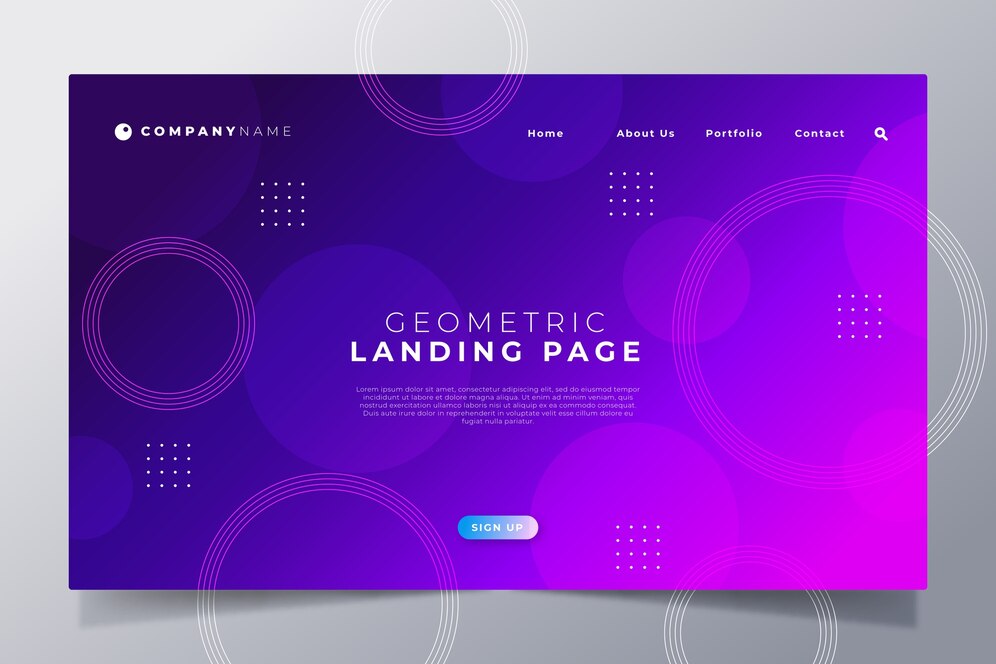 COMPANYNAME
Home About Us Portfolio Contact
GEOMETRIC
LANDING PAGE
Lorem ipsum dolor sit amet, consectetur adipiscing elit, sed do eiusmod tempor
incididunt ut labore et dolore magna aliqua. Ut enim ad minim veniam, quis
nostrud exercitation ullamco laboris nisi ut aliquip ex ea commodo consequat.
Duis aute irure dolor in reprehenderit in voluptate velit esse cillum dolore eu
fugiat nulla pariatur.
SIGN UP